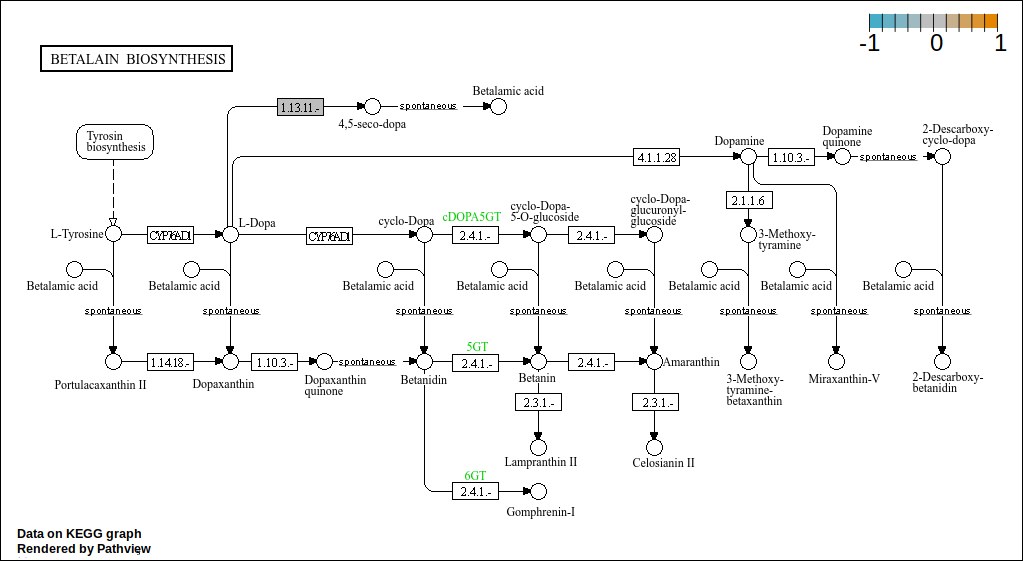 -1 0 1
BETALAIN BIOSYNTHESIS
Betalamic acid
1.13.11.-
spontaneous
4,5-seco-dopa
Tyrosin
biosynthesis
Dopamine
Dopamine
quinone
2-Descarboxy-
cyclo-dopa
4.1.1.28
1.10.3.-
spontaneous
2.1.1.6
L-Tyrosine
CYP76AD1
L-Dopa
CYP76AD1
cyclo-Dopa
cDOPA5GT
2.4.1.-
cyclo-Dopa-
5-O-glucoside
2.4.1.-
cyclo-Dopa-
glucuronyl-
glucoside
3-Methoxy-
tyramine
Betalamic acid
Betalamic acid
Betalamic acid
Betalamic acid
Betalamic acid
Betalamic acid
Betalamic acid
Betalamic acid
spontaneous
spontaneous
spontaneous
spontaneous
spontaneous
spontaneous
spontaneous
spontaneous
Portulacaxanthin II
1.14.18.-
Dopaxanthin
1.10.3.-
Dopaxanthin
quinone
spontaneous
Betanidin
5GT
2.4.1.-
Betanin
2.4.1.-
Amaranthin
3-Methoxy-
tyramine-
betaxanthin
Miraxanthin-V
2-Descarboxy-
betanidin
2.3.1.-
2.3.1.-
Lampranthin II
Celosianin II
6GT
2.4.1.-
Gomphrenin-I
Data on KEGG graph
Rendered by Pathview